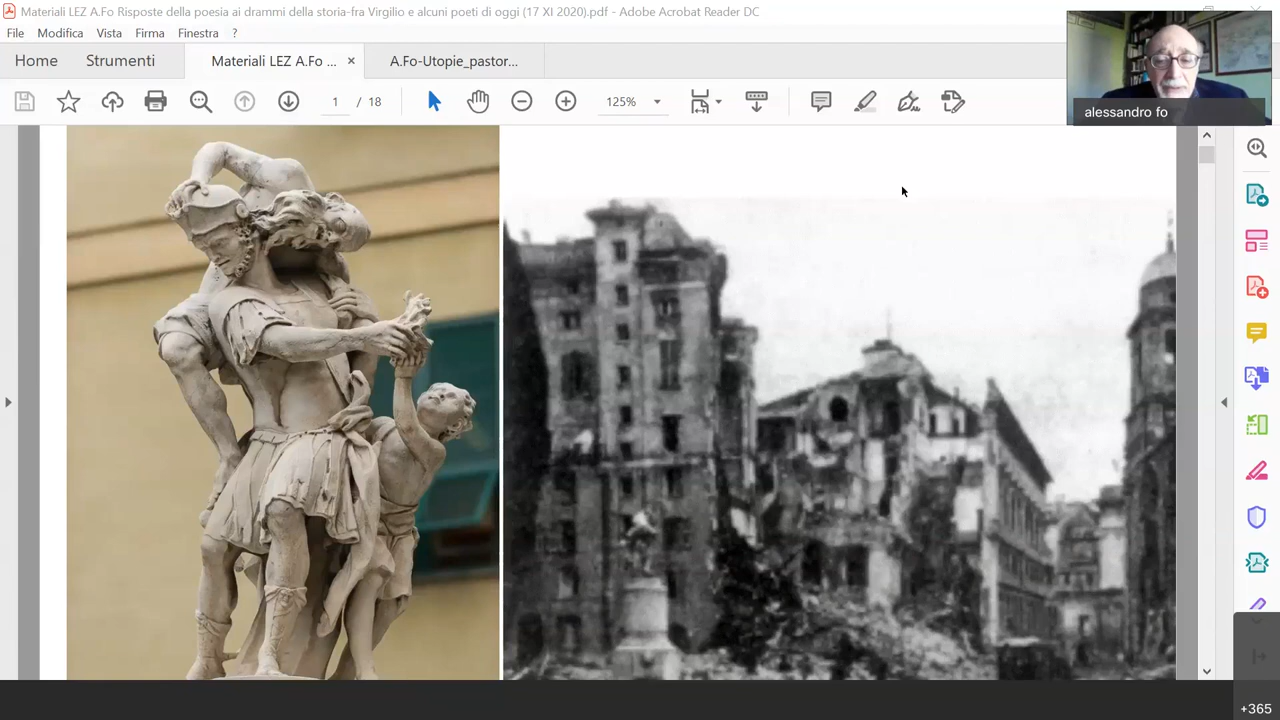 Materiali LEZ A.Fo Risposte della poesia ai drammi della storia-fra Virgilio e alcuni poeti di oggi (17 XI 2020).pdf - Adobe Acrobat Reader DC
File Modifica Vista Firma Finestra ?
Home Strumenti Materiali LEZ A.Fo ... × A.Fo-Utopie_pastor...
1 / 18 125%
alessandro fo
+365